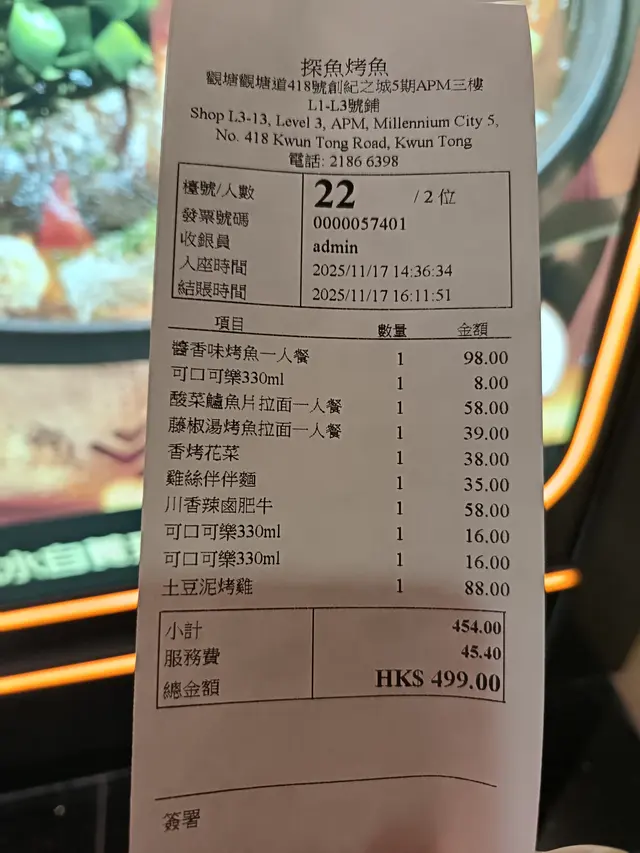 探魚烤魚
觀塘觀塘道418號創紀之城5期APM三樓
L1-L3號鋪
Shop L3-13, Level 3, APM, Millennium City 5,
No. 418 Kwun Tong Road, Kwun Tong
電話: 2186 6398
檯號/人數 22 / 2 位
發票號碼 0000057401
收銀員 admin
入座時間 2025/11/17 14:36:34
結賬時間 2025/11/17 16:11:51
項目 數量 金額
醬香味烤魚一人餐 1 98.00
可口可樂330ml 1 8.00
酸菜鱸魚片拉面一人餐 1 58.00
藤椒湯烤魚拉面一人餐 1 39.00
香烤花菜 1 38.00
雞絲伴伴麵 1 35.00
川香辣鹵肥牛 1 58.00
可口可樂330ml 1 16.00
可口可樂330ml 1 16.00
土豆泥烤雞 1 88.00
小計 454.00
服務費 45.40
總金額 HK$ 499.00
簽署